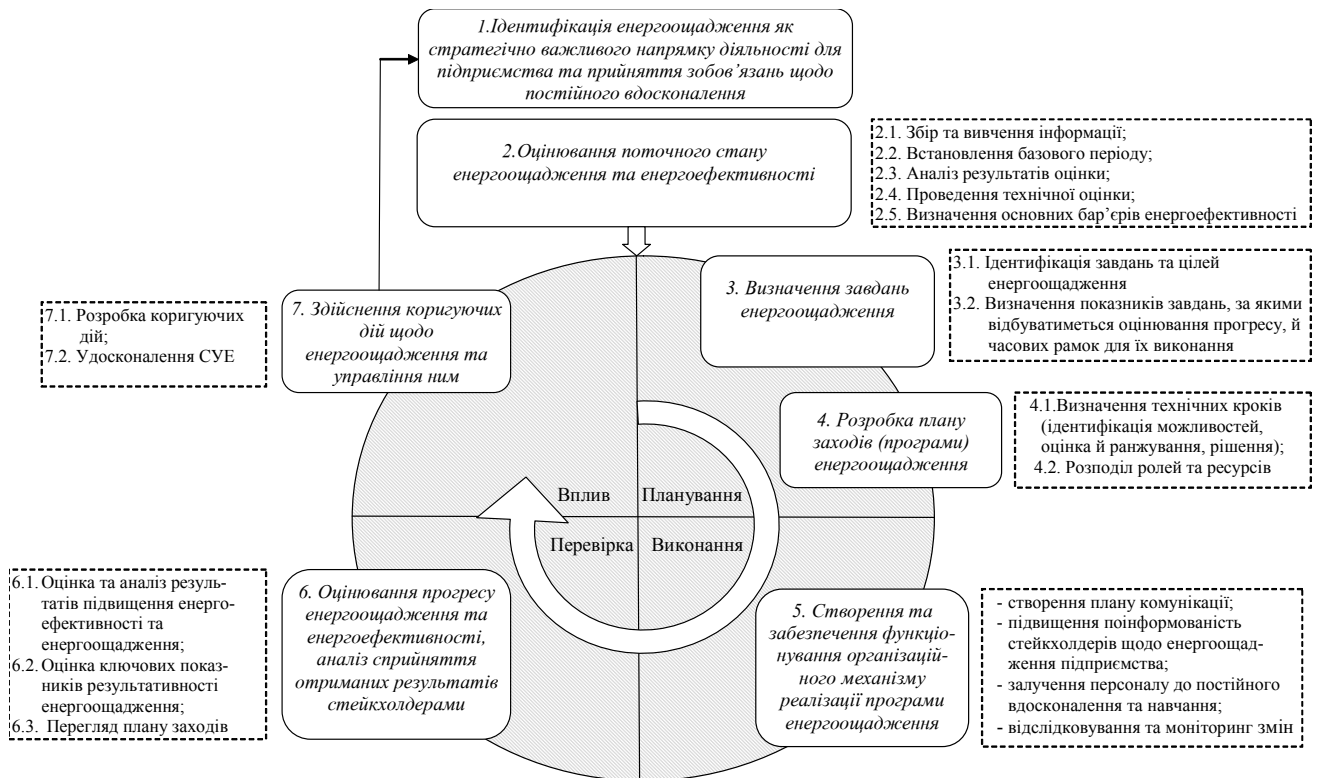 1.Ідентифікація енергоощадження як
стратегічно важливого напрямку діяльності для
підприємства та прийняття зобов’язань щодо
постійного вдосконалення
2.Оцінювання поточного стану
енергоощадження та енергоефективності
2.1. Збір та вивчення інформації;
2.2. Встановлення базового періоду;
2.3. Аналіз результатів оцінки;
2.4. Проведення технічної оцінки;
2.5. Визначення основних бар’єрів енергоефективності
3. Визначення завдань
енергоощадження
3.1. Ідентифікація завдань та цілей
енергоощадження
3.2. Визначення показників завдань, за якими
відбуватиметься оцінювання прогресу, й
часових рамок для їх виконання
7.1. Розробка коригуючих
дій;
7.2. Удосконалення СУЕ
7. Здійснення коригуючих
дій щодо
енергоощадження та
управління ним
4. Розробка плану
заходів (програми)
енергоощадження
4.1.Визначення технічних кроків
(ідентифікація можливостей,
оцінка й ранжування, рішення);
4.2. Розподіл ролей та ресурсів
Вплив
Планування
Перевірка
Виконання
6.1. Оцінка та аналіз резуль-
татів підвищення енерго-
ефективності та
енергоощадження;
6.2. Оцінка ключових показ-
ників результативності
енергоощадження;
6.3. Перегляд плану заходів
6. Оцінювання прогресу
енергоощадження та
енергоефективності,
аналіз сприйняття
отриманих результатів
стейкхолдерами
5. Створення та
забезпечення функціо-
нування організацій-
ного механізму
реалізації програми
енергоощадження
- створення плану комунікації;
- підвищення поінформованість
стейкхолдерів щодо енергоощад-
ження підприємства;
- залучення персоналу до постійного
вдосконалення та навчання;
- відслідковування та моніторинг змін